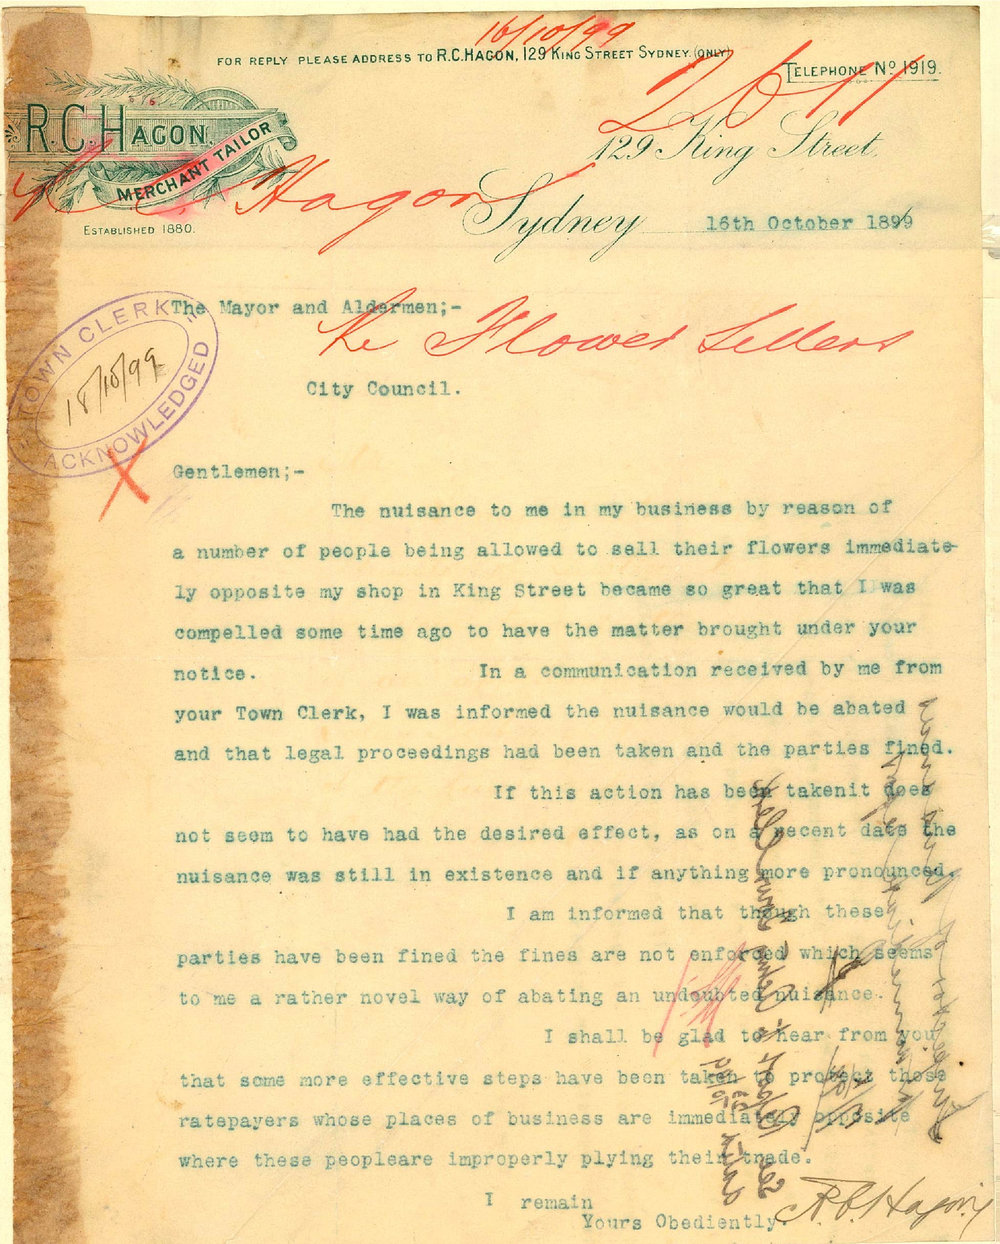 16/10/99
FOR REPLY PLEASE ADDRESS TO R.C.HAGON, 129 KING STREET SYDNEY. (ONLY)
TELEPHONE No 1919.
R.C.HAGON.
MERCHANT TAILOR
ESTABLISHED 1880.
129 King Street,
Hagon
Sydney 16th October 1899
The Mayor and Aldermen;-
re Flower Sellers
City Council.
TOWN CLERK
18/10/99
ACKNOWLEDGED
Gentlemen;-
The nuisance to me in my business by reason of
a number of people being allowed to sell their flowers immediate-
ly opposite my shop in King Street became so great that I was
compelled some time ago to have the matter brought under your
notice. In a communication received by me from
your Town Clerk, I was informed the nuisance would be abated
and that legal proceedings had been taken and the parties fined.
If this action has been takenit does
not seem to have had the desired effect, as on a recent date the
nuisance was still in existence and if anything more pronounced.
I am informed that though these
parties have been fined the fines are not enforced which seems
to me a rather novel way of abating an undoubted nuisance.
I shall be glad to hear from you
that some more effective steps have been taken to protect those
ratepayers whose places of business are immediately opposite
where these peopleare improperly plying their trade.
I remain
Yours Obediently
R.C. Hagon